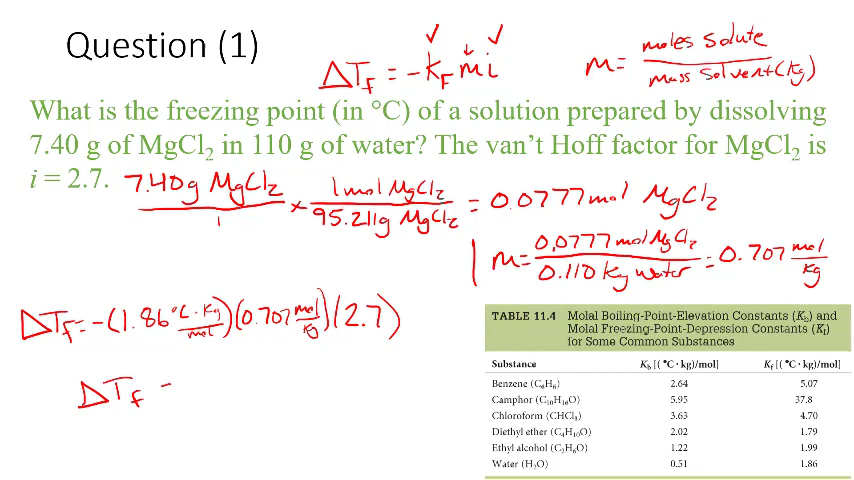 Question (1)
ΔTf = -kF m i
m = moles solute / mass solvent (kg)
What is the freezing point (in °C) of a solution prepared by dissolving
7.40 g of MgCl2 in 110 g of water? The van't Hoff factor for MgCl2 is
i = 2.7.
7.40g MgCl2 / 1 × 1 mol MgCl2 / 95.211g MgCl2 = 0.0777 mol MgCl2
m = 0.0777 mol MgCl2 / 0.110 kg water = 0.707 mol/kg
ΔTf = -(1.86 °C·kg/mol)(0.707 mol/kg)(2.7)
ΔTf =
TABLE 11.4 Molal Boiling-Point-Elevation Constants (Kb) and
Molal Freezing-Point-Depression Constants (Kf)
for Some Common Substances
Substance Kb [(°C·kg)/mol] Kf [(°C·kg)/mol]
Benzene (C6H6) 2.64 5.07
Camphor (C10H16O) 5.95 37.8
Chloroform (CHCl3) 3.63 4.70
Diethyl ether (C4H10O) 2.02 1.79
Ethyl alcohol (C2H6O) 1.22 1.99
Water (H2O) 0.51 1.86